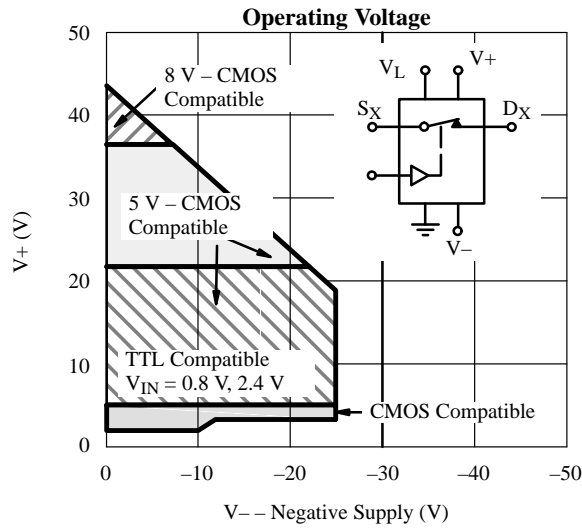 Operating Voltage
50
40
30
20
10
0
V+ (V)
8 V – CMOS
Compatible
5 V – CMOS
Compatible
TTL Compatible
V_IN = 0.8 V, 2.4 V
CMOS Compatible
V_L
V+
S_X
D_X
V–
0
–10
–20
–30
–40
–50
V– – Negative Supply (V)